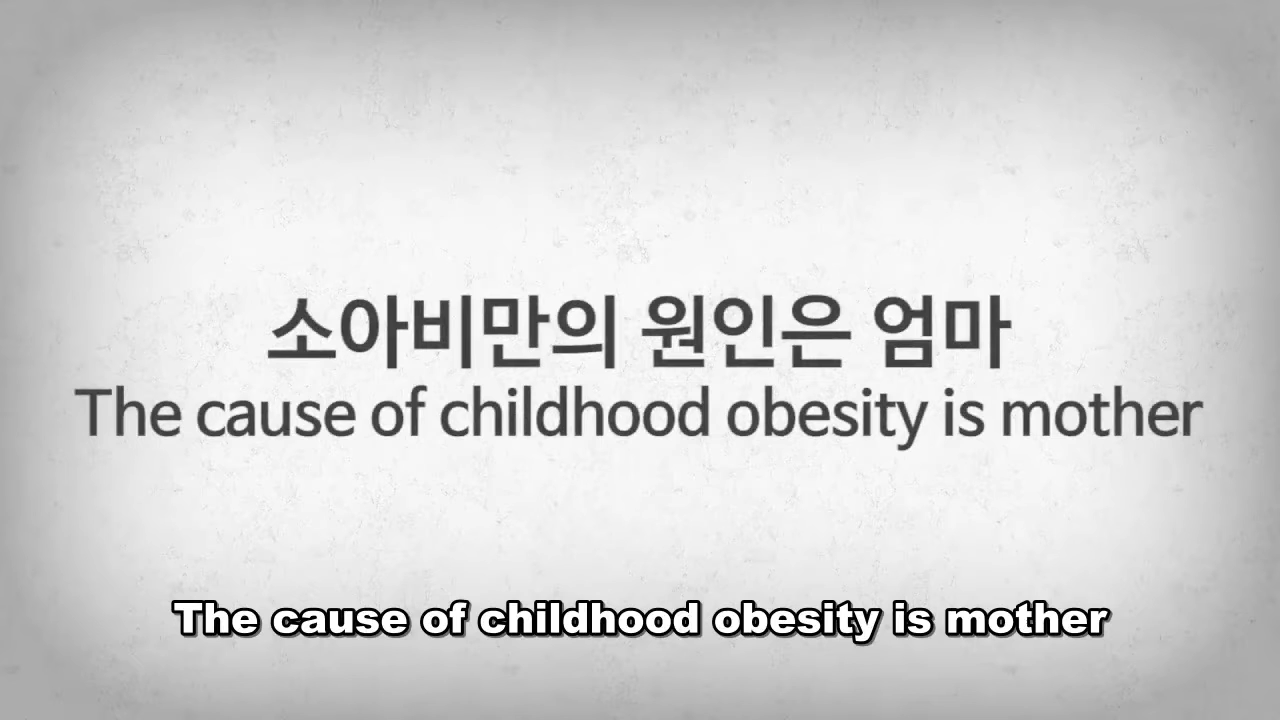 소아비만의 원인은 엄마
The cause of childhood obesity is mother
The cause of childhood obesity is mother